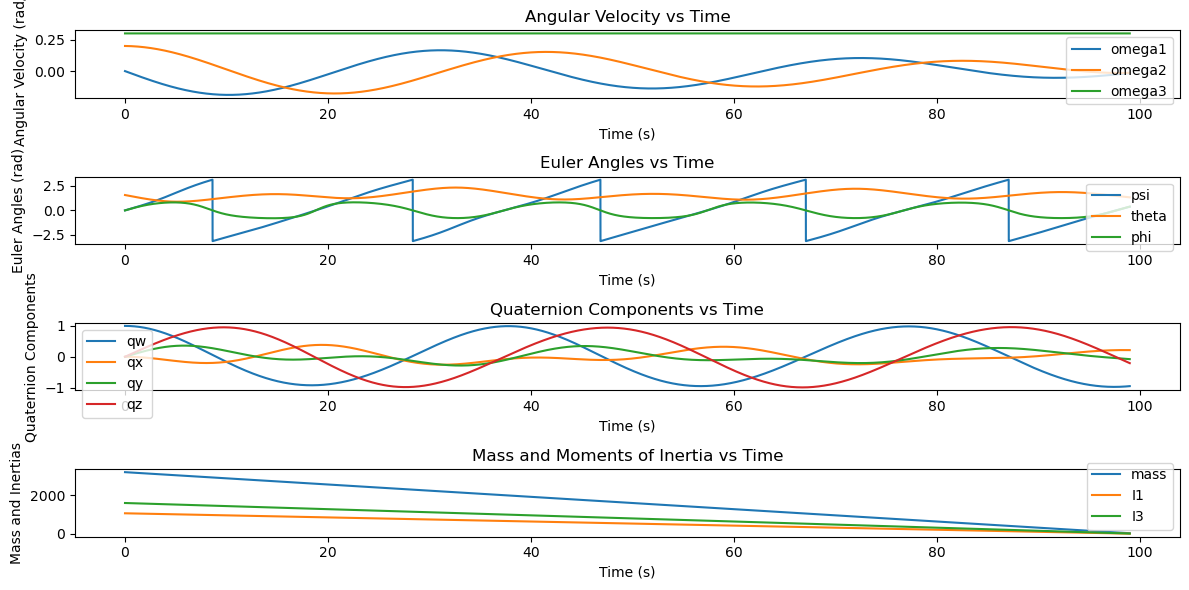 Angular Velocity vs Time
Angular Velocity (rad/
0.25
0.00
omega1
omega2
omega3
0 20 40 60 80 100
Time (s)
Euler Angles vs Time
Euler Angles (rad)
2.5
0.0
−2.5
psi
theta
phi
0 20 40 60 80 100
Time (s)
Quaternion Components vs Time
Quaternion Components
1
0
−1
qw
qx
qy
qz
0 20 40 60 80 100
Time (s)
Mass and Moments of Inertia vs Time
Mass and Inertias
2000
0
mass
I1
I3
0 20 40 60 80 100
Time (s)